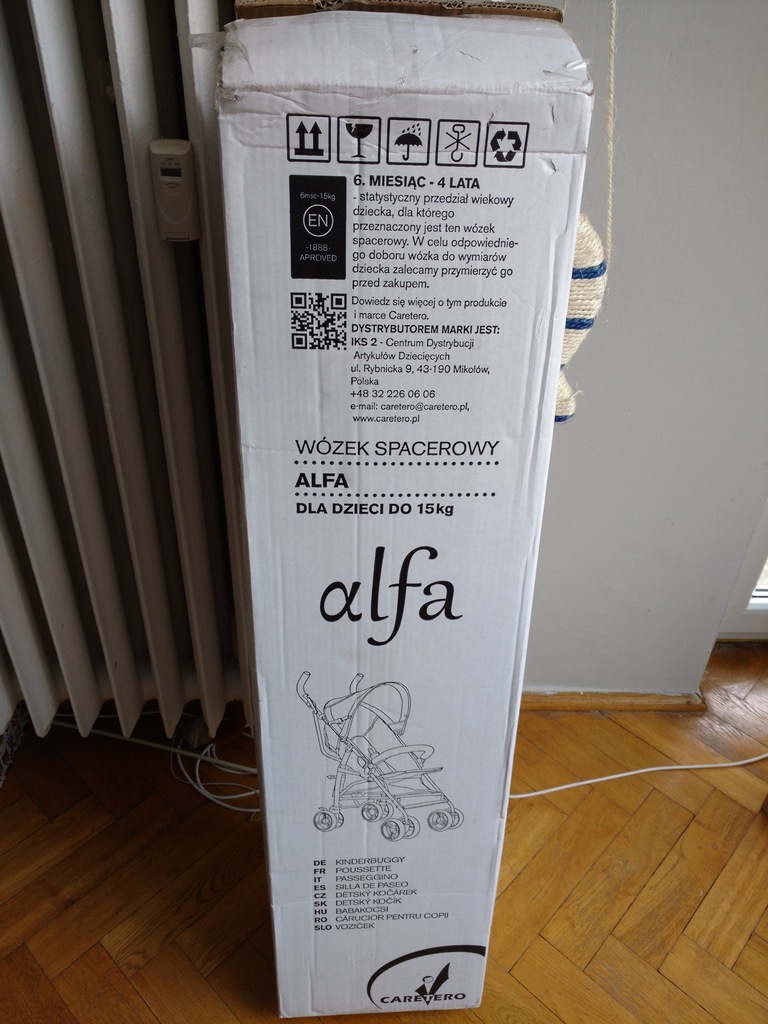 6. MIESIĄC - 4 LATA
- statystyczny przedział wiekowy
dziecka, dla którego
przeznaczony jest ten wózek
spacerowy. W celu odpowiednie-
go doboru wózka do wymiarów
dziecka zalecamy przymierzyć go
przed zakupem.
6msc-15kg
EN
-1888-
APROVED
Dowiedz się więcej o tym produkcie
i marce Caretero.
DYSTRYBUTOREM MARKI JEST:
IKS 2 - Centrum Dystrybucji
Artykułów Dziecięcych
ul. Rybnicka 9, 43-190 Mikołów,
Polska
+48 32 226 06 06
e-mail: caretero@caretero.pl,
www.caretero.pl
WÓZEK SPACEROWY
ALFA
DLA DZIECI DO 15kg
alfa
DE KINDERBUGGY
FR POUSSETTE
IT PASSEGGINO
ES SILLA DE PASEO
CZ DĚTSKÝ KOČÁREK
SK DETSKÝ KOČÍK
HU BABAKOCSI
RO CĂRUCIOR PENTRU COPII
SLO VOZIČEK
CARETERO